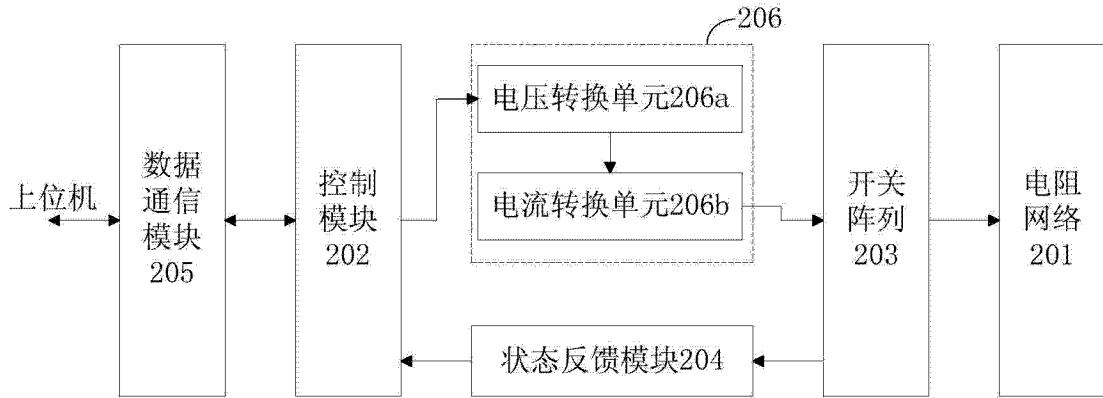 206
上位机
数据
通信
模块
205
控制
模块
202
电压转换单元206a
电流转换单元206b
状态反馈模块204
开关
阵列
203
电阻
网络
201